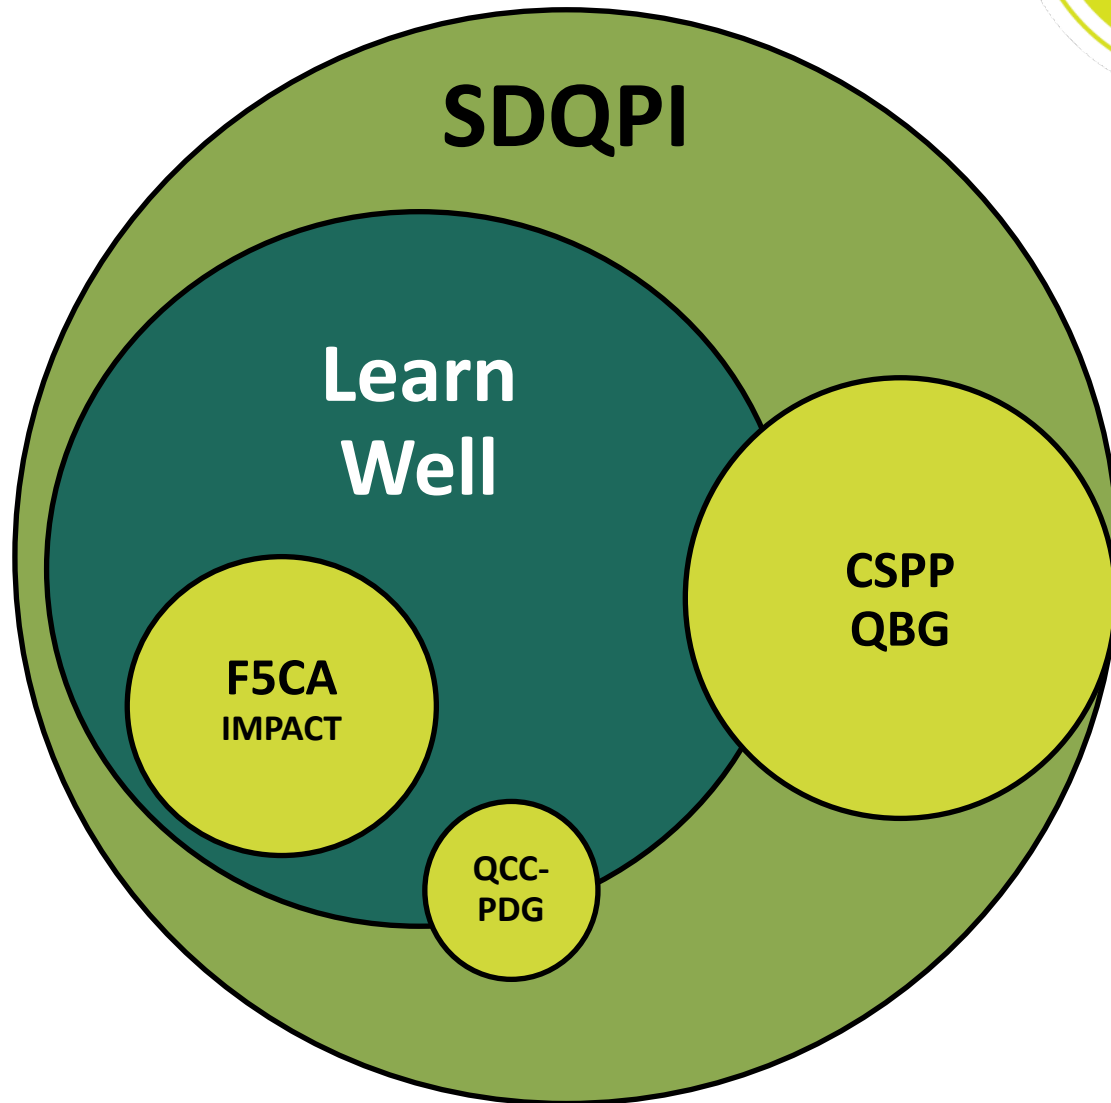 SDQPI
Learn
Well
CSPP
QBG
F5CA
IMPACT
QCC-
PDG